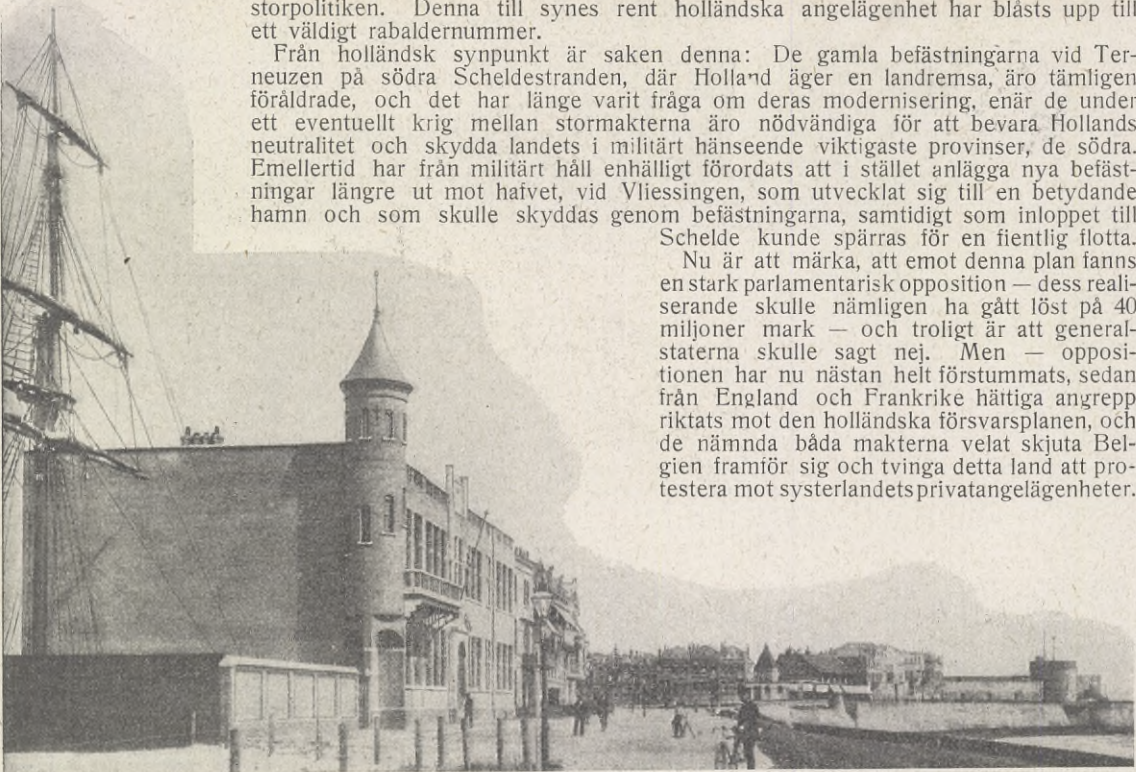 storpolitiken. Denna till synes rent holländska angelägenhet har blåsts upp till
ett väldigt rabaldernummer.
Från holländsk synpunkt är saken denna: De gamla befästningarna vid Ter-
neuzen på södra Scheldestranden, där Holland äger en landremsa, äro tämligen
föråldrade, och det har länge varit fråga om deras modernisering, enär de under
ett eventuellt krig mellan stormakterna äro nödvändiga för att bevara Hollands
neutralitet och skydda landets i militärt hänseende viktigaste provinser, de södra.
Emellertid har från militärt håll enhälligt förordats att i stället anlägga nya befäst-
ningar längre ut mot hafvet, vid Vliessingen, som utvecklat sig till en betydande
hamn och som skulle skyddas genom befästningarna, samtidigt som inloppet till
Schelde kunde spärras för en fientlig flotta.
Nu är att märka, att emot denna plan fanns
en stark parlamentarisk opposition — dess reali-
serande skulle nämligen ha gått löst på 40
miljoner mark — och troligt är att general-
staterna skulle sagt nej. Men — opposi-
tionen har nu nästan helt förstummats, sedan
från England och Frankrike häftiga angrepp
riktats mot den holländska försvarsplanen, och
de nämnda båda makterna velat skjuta Bel-
gien framför sig och tvinga detta land att pro-
testera mot systerlandets privatangelägenheter.